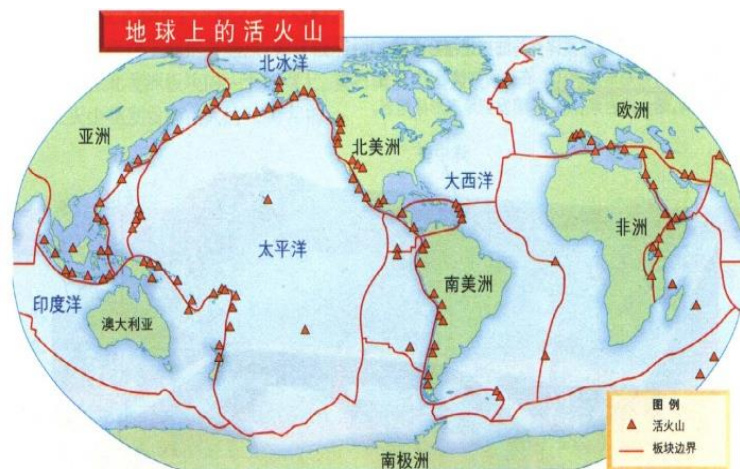 地球上的活火山
北冰洋
亚洲
欧洲
北美洲
大西洋
太平洋
非洲
南美洲
印度洋
澳大利亚
图例
活火山
板块边界
南极洲